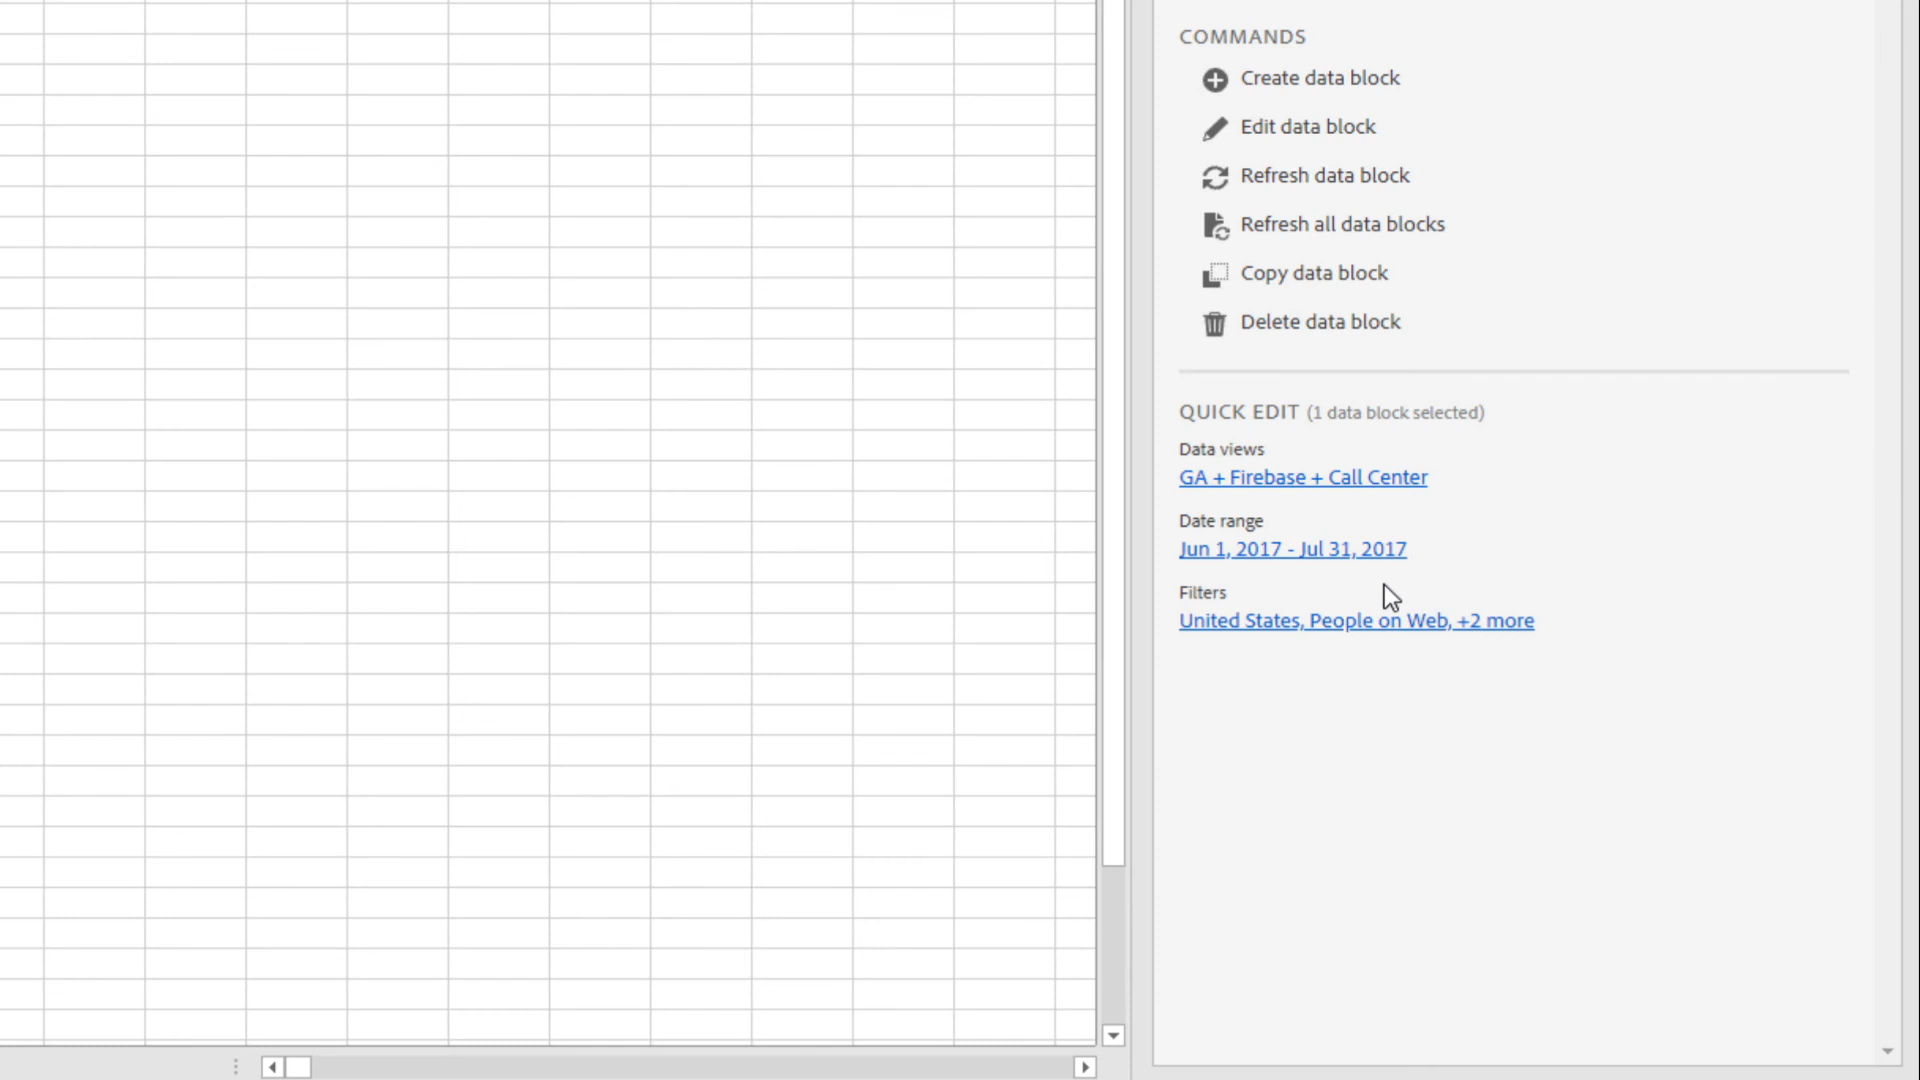 COMMANDS
Create data block
Edit data block
Refresh data block
Refresh all data blocks
Copy data block
Delete data block
QUICK EDIT (1 data block selected)
Data views
GA + Firebase + Call Center
Date range
Jun 1, 2017 - Jul 31, 2017
Filters
United States, People on Web, +2 more